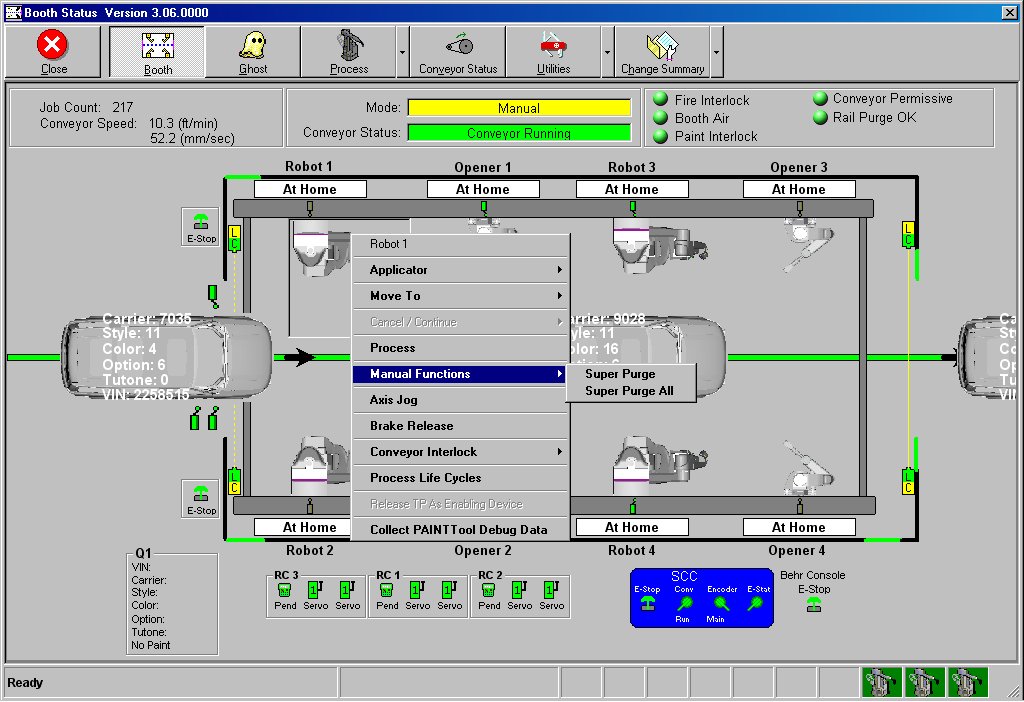 Booth Status Version 3.06.0000
Close
Booth
Ghost
Process
Conveyor Status
Utilities
Change Summary
Job Count: 217
Conveyor Speed: 10.3 (ft/min)
52.2 (mm/sec)
Mode: Manual
Conveyor Status: Conveyor Running
Fire Interlock
Booth Air
Paint Interlock
Conveyor Permissive
Rail Purge OK
Robot 1
At Home
Opener 1
At Home
Robot 3
At Home
Opener 3
At Home
E-Stop
L
C
L
C
Carrier: 7035
Style: 11
Color: 4
Option: 6
Tutone: 0
VIN: 2258515
Robot 1
Applicator
Move To
Cancel / Continue
Process
Manual Functions
Axis Jog
Brake Release
Conveyor Interlock
Process Life Cycles
Release TP As Enabling Device
Collect PAINTTool Debug Data
Super Purge
Super Purge All
Carrier: 9028
Style: 11
Color: 16
Ca
St
Co
Op
Tu
VIN
E-Stop
L
C
L
C
At Home
At Home
At Home
Robot 2
Opener 2
Robot 4
Opener 4
Q1
VIN:
Carrier:
Style:
Color:
Option:
Tutone:
No Paint
RC 3
Pend Servo Servo
RC 1
Pend Servo Servo
RC 2
Pend Servo Servo
SCC
E-Stop Conv Encoder E-Stat
Run Main
Behr Console
E-Stop
Ready